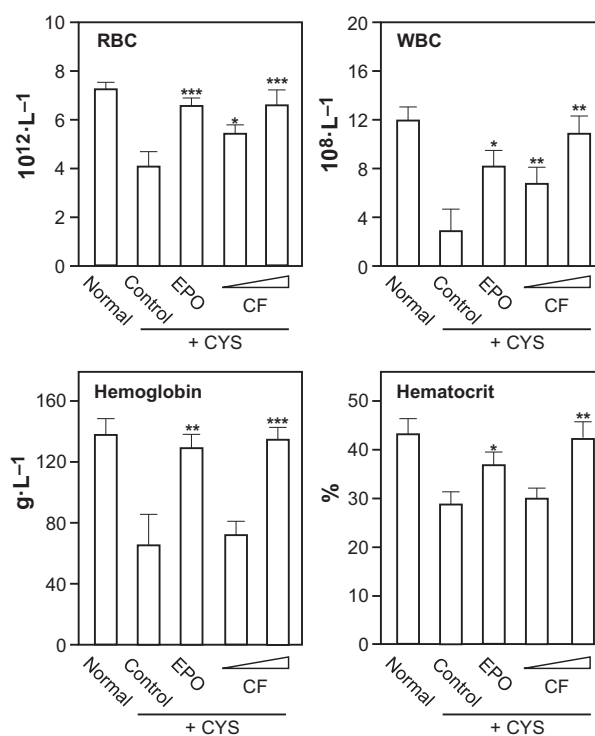 RBC
10¹²·L–1
10
8
6
4
2
0
Normal
Control
EPO
CF
+ CYS
***
*
***
WBC
10⁸·L–1
20
16
12
8
4
0
Normal
Control
EPO
CF
+ CYS
*
**
**
Hemoglobin
g·L–1
160
120
80
40
0
Normal
Control
EPO
CF
+ CYS
**
***
Hematocrit
%
50
40
30
20
10
0
Normal
Control
EPO
CF
+ CYS
*
**